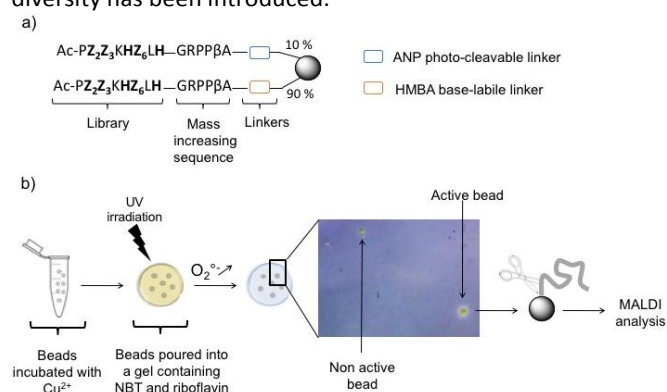 diversity has been introduced.
a)
Ac-PZ₂Z₃KHZ₆LH—GRPPβA
10 %
Ac-PZ₂Z₃KHZ₆LH—GRPPβA
90 %
Library
Mass
increasing
sequence
Linkers
ANP photo-cleavable linker
HMBA base-labile linker
b)
UV
irradiation
O₂°⁻
Active bead
MALDI
analysis
Beads
incubated with
Cu²⁺
Beads poured into
a gel containing
NBT and riboflavin
Non active
bead